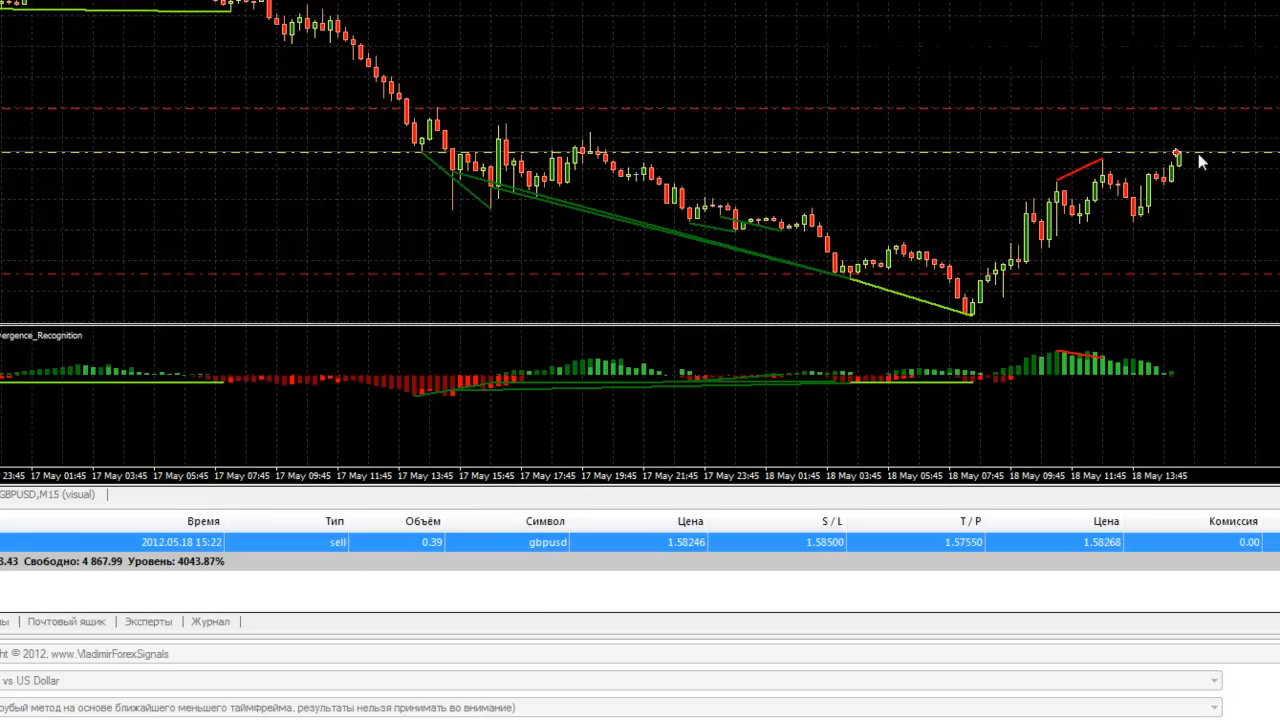 vergence_Recognition
23:45 17 May 01:45 17 May 03:45 17 May 05:45 17 May 07:45 17 May 09:45 17 May 11:45 17 May 13:45 17 May 15:45 17 May 17:45 17 May 19:45 17 May 21:45 17 May 23:45 18 May 01:45 18 May 03:45 18 May 05:45 18 May 07:45 18 May 09:45 18 May 11:45 18 May 13:45
GBPUSD,M15 (visual)
Время Тип Объём Символ Цена S / L T / P Цена Комиссия
2012.05.18 15:22 sell 0.39 gbpusd 1.58246 1.58500 1.57550 1.58268 0.00
3.43 Свободно: 4 867.99 Уровень: 4043.87%
ы | Почтовый ящик | Эксперты | Журнал |
ht © 2012, www.VladimirForexSignals
vs US Dollar
рубый метод на основе ближайшего меньшего таймфрейма, результаты нельзя принимать во внимание)